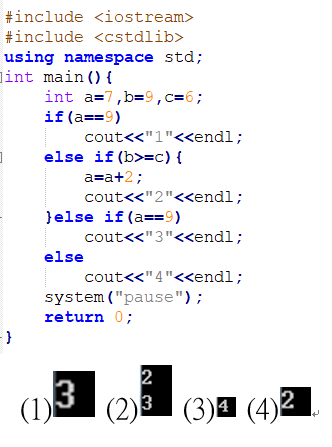 #include <iostream>
#include <cstdlib>
using namespace std;
int main(){
    int a=7,b=9,c=6;
    if(a==9)
        cout<<"1"<<endl;
    else if(b>=c){
        a=a+2;
        cout<<"2"<<endl;
    }else if(a==9)
        cout<<"3"<<endl;
    else
        cout<<"4"<<endl;
    system("pause");
    return 0;
}
(1) 3 (2) 2
3 (3) 4 (4) 2